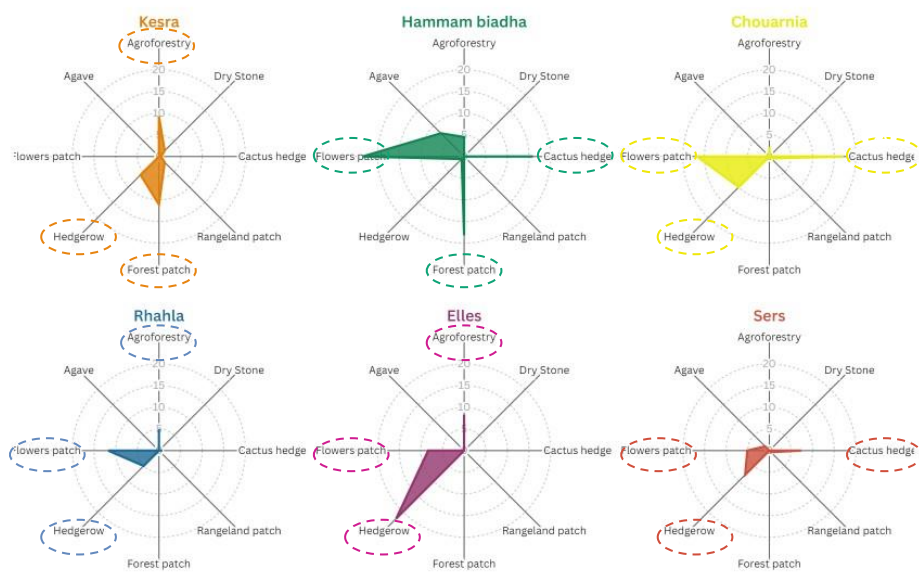 Kesra
Agroforestry
Agave
Dry Stone
20
15
10
Flowers patch
Cactus hedge
Hedgerow
Rangeland patch
Forest patch
Hammam biadha
Agroforestry
Agave
Dry Stone
20
15
10
5
Flowers patch
Cactus hedge
Hedgerow
Rangeland patch
Forest patch
Chouarnia
Agroforestry
Agave
Dry Stone
20
15
10
5
Flowers patch
Cactus hedge
Hedgerow
Rangeland patch
Forest patch
Rhahla
Agroforestry
Agave
Dry Stone
20
15
10
5
Flowers patch
Cactus hedge
Hedgerow
Rangeland patch
Forest patch
Elles
Agroforestry
Agave
Dry Stone
20
15
10
5
Flowers patch
Cactus hedge
Hedgerow
Rangeland patch
Forest patch
Sers
Agroforestry
Agave
Dry Stone
20
15
10
5
Flowers patch
Cactus hedge
Hedgerow
Rangeland patch
Forest patch